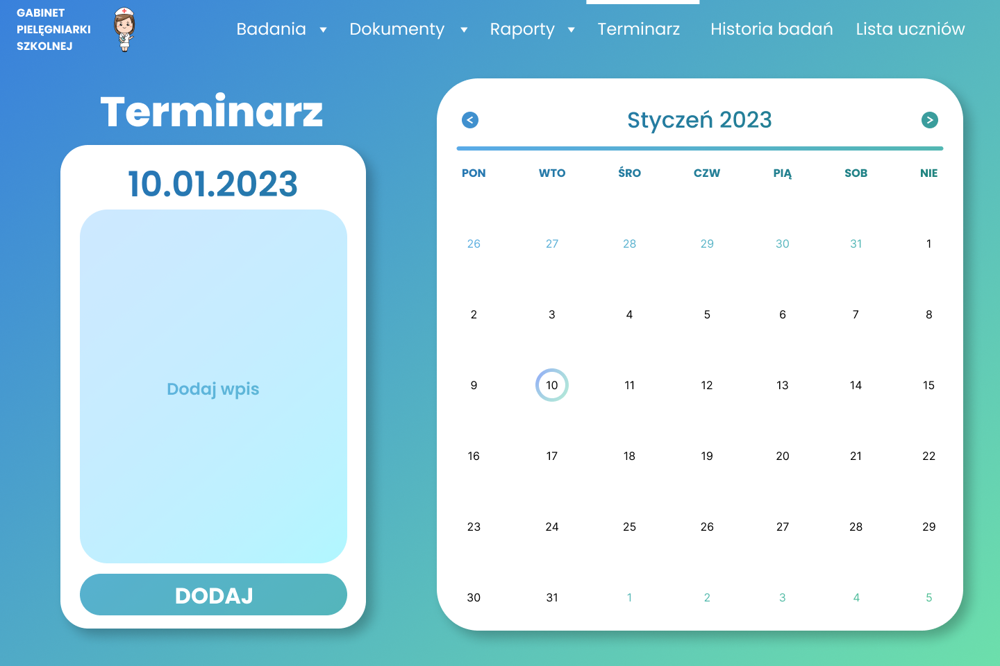 GABINET
PIELĘGNIARKI
SZKOLNEJ
Badania Dokumenty Raporty Terminarz Historia badań Lista uczniów
Terminarz
10.01.2023
Dodaj wpis
DODAJ
< Styczeń 2023 >
PON WTO ŚRO CZW PIĄ SOB NIE
26 27 28 29 30 31 1
2 3 4 5 6 7 8
9 10 11 12 13 14 15
16 17 18 19 20 21 22
23 24 25 26 27 28 29
30 31 1 2 3 4 5